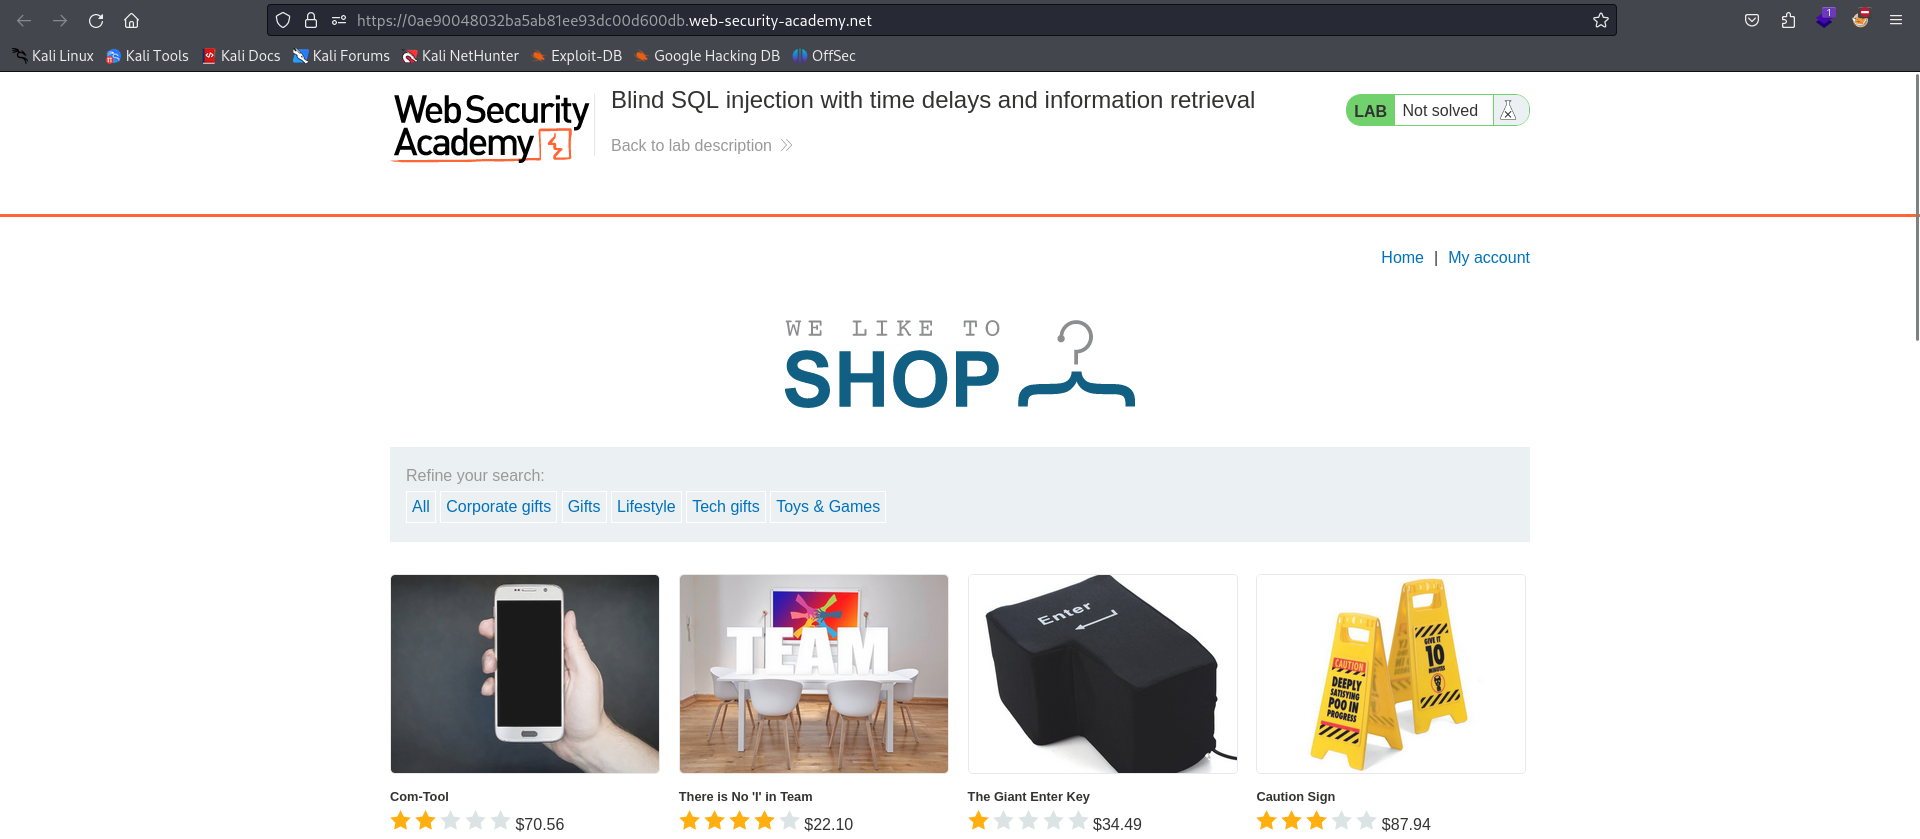 https://0ae90048032ba5ab81ee93dc00d600db.web-security-academy.net
1
Kali Linux Kali Tools Kali Docs Kali Forums Kali NetHunter Exploit-DB Google Hacking DB OffSec
Web Security
Academy
Blind SQL injection with time delays and information retrieval
Back to lab description
LAB Not solved
Home | My account
WE LIKE TO
SHOP
Refine your search:
All Corporate gifts Gifts Lifestyle Tech gifts Toys & Games
TEAM
Enter
CAUTION
DEEPLY
SATISFYING
POO IN
PROGRESS
GIVE IT
10
MINUTES
Com-Tool
$70.56
There is No 'I' in Team
$22.10
The Giant Enter Key
$34.49
Caution Sign
$87.94